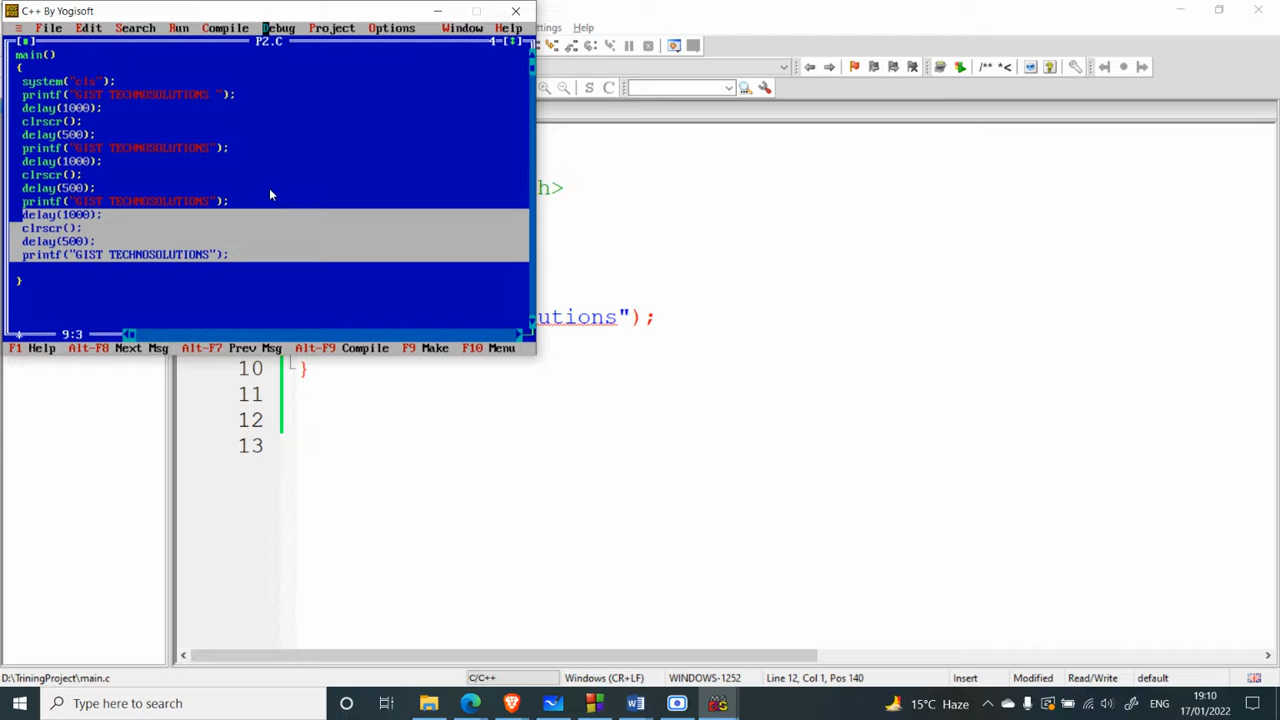 C++ By Yogisoft
File Edit Search Run Compile Debug Project Options Window Help
P2.C 4
main()
{
system("cls");
printf("GIST TECHNOSOLUTIONS ");
delay(1000);
clrscr();
delay(500);
printf("GIST TECHNOSOLUTIONS");
delay(1000);
clrscr();
delay(500);
printf("GIST TECHNOSOLUTIONS");
delay(1000);
clrscr();
delay(500);
printf("GIST TECHNOSOLUTIONS");
}
9:3
F1 Help Alt-F8 Next Msg Alt-F7 Prev Msg Alt-F9 Compile F9 Make F10 Menu
ttings Help
/** *<
S C
h>
utions");
10 }
11
12
13
D:\TriningProject\main.c C/C++ Windows (CR+LF) WINDOWS-1252 Line 12, Col 1, Pos 140 Insert Modified Read/Write default
Type here to search
15°C Haze ENG 19:10
17/01/2022